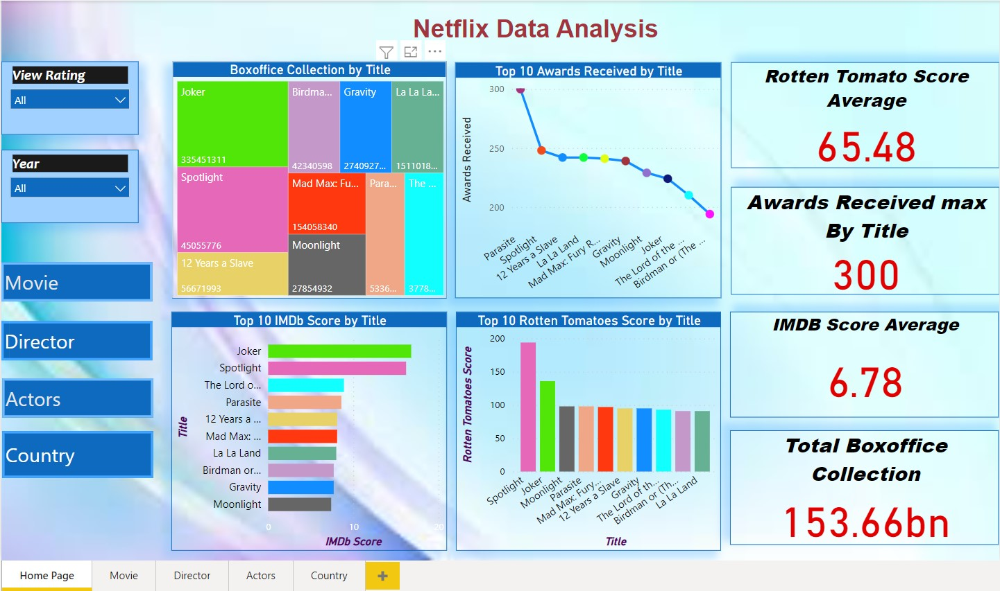 Netflix Data Analysis
View Rating
All
Year
All
Movie
Director
Actors
Country
Boxoffice Collection by Title
Joker
335451311
Spotlight
45055776
12 Years a Slave
56671993
Birdma...
42340598
Gravity
2740927...
La La La...
1511018...
Mad Max: Fu...
154058340
Moonlight
27854932
Para...
5336...
The ...
3778...
Top 10 Awards Received by Title
Awards Received
300
250
200
Parasite
Spotlight
12 Years a Slave
La La Land
Mad Max: Fury R...
Gravity
Moonlight
Joker
The Lord of the ...
Birdman or (The ...
Rotten Tomato Score
Average
65.48
Awards Received max
By Title
300
Top 10 IMDb Score by Title
Title
Joker
Spotlight
The Lord o...
Parasite
12 Years a ...
Mad Max: ...
La La Land
Birdman or...
Gravity
Moonlight
0
10
20
IMDb Score
Top 10 Rotten Tomatoes Score by Title
Rotten Tomatoes Score
200
150
100
50
0
Spotlight
Joker
Moonlight
Parasite
Mad Max: Fury...
12 Years a Slave
Gravity
The Lord of th...
Birdman or (Th...
La La Land
Title
IMDB Score Average
6.78
Total Boxoffice
Collection
153.66bn
Home Page
Movie
Director
Actors
Country